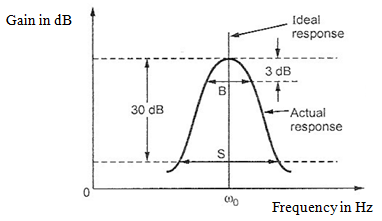 Gain in dB
Ideal
response
3 dB
B
30 dB
Actual
response
S
0
ω0
Frequency in Hz